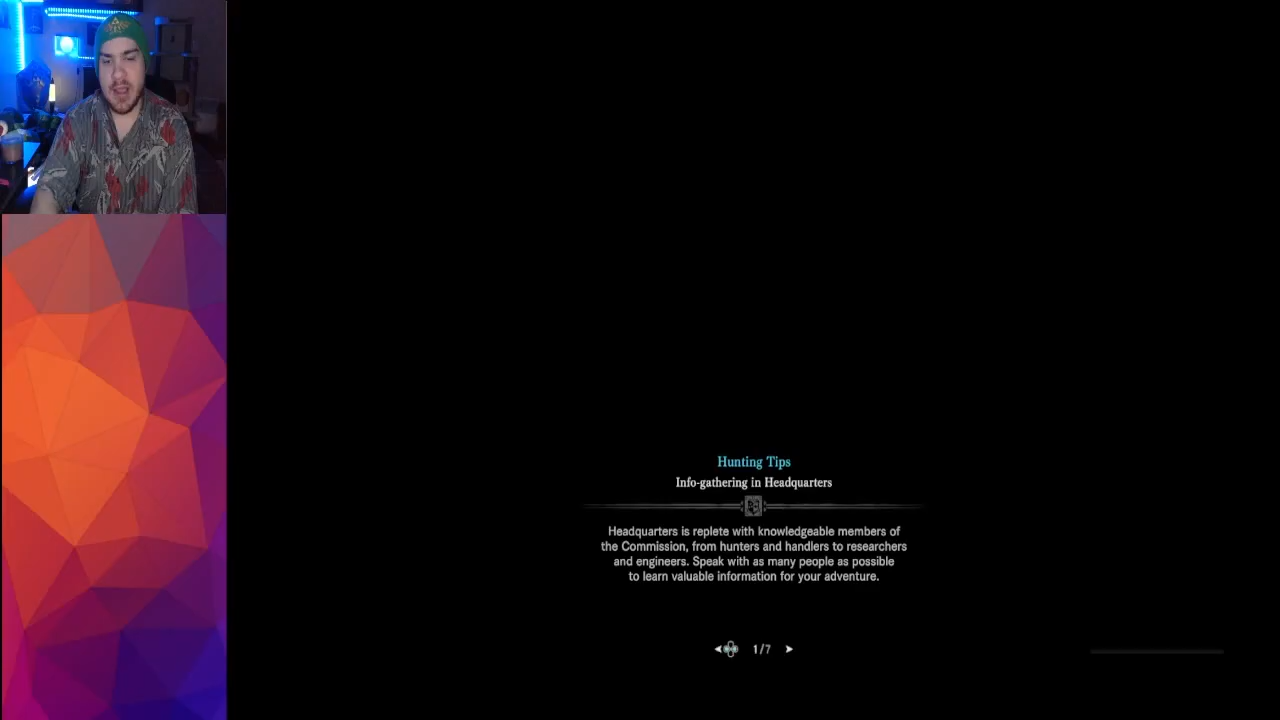 Hunting Tips
Info-gathering in Headquarters
Headquarters is replete with knowledgeable members of
the Commission, from hunters and handlers to researchers
and engineers. Speak with as many people as possible
to learn valuable information for your adventure.
1/7